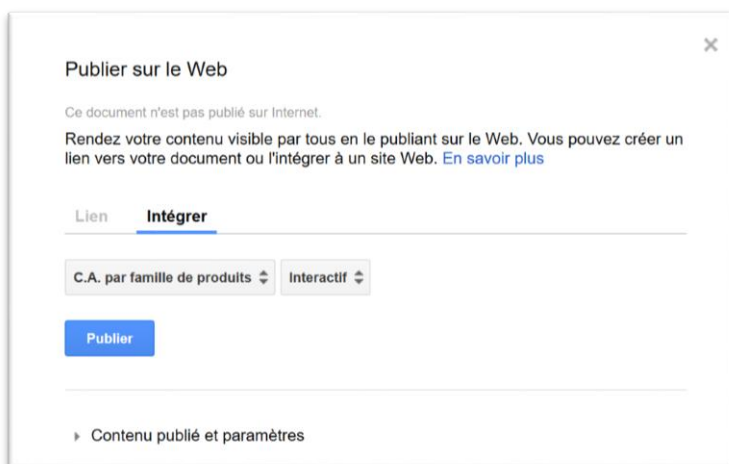 Publier sur le Web
Ce document n'est pas publié sur Internet.
Rendez votre contenu visible par tous en le publiant sur le Web. Vous pouvez créer un
lien vers votre document ou l'intégrer à un site Web. En savoir plus
Lien Intégrer
C.A. par famille de produits Interactif
Publier
Contenu publié et paramètres